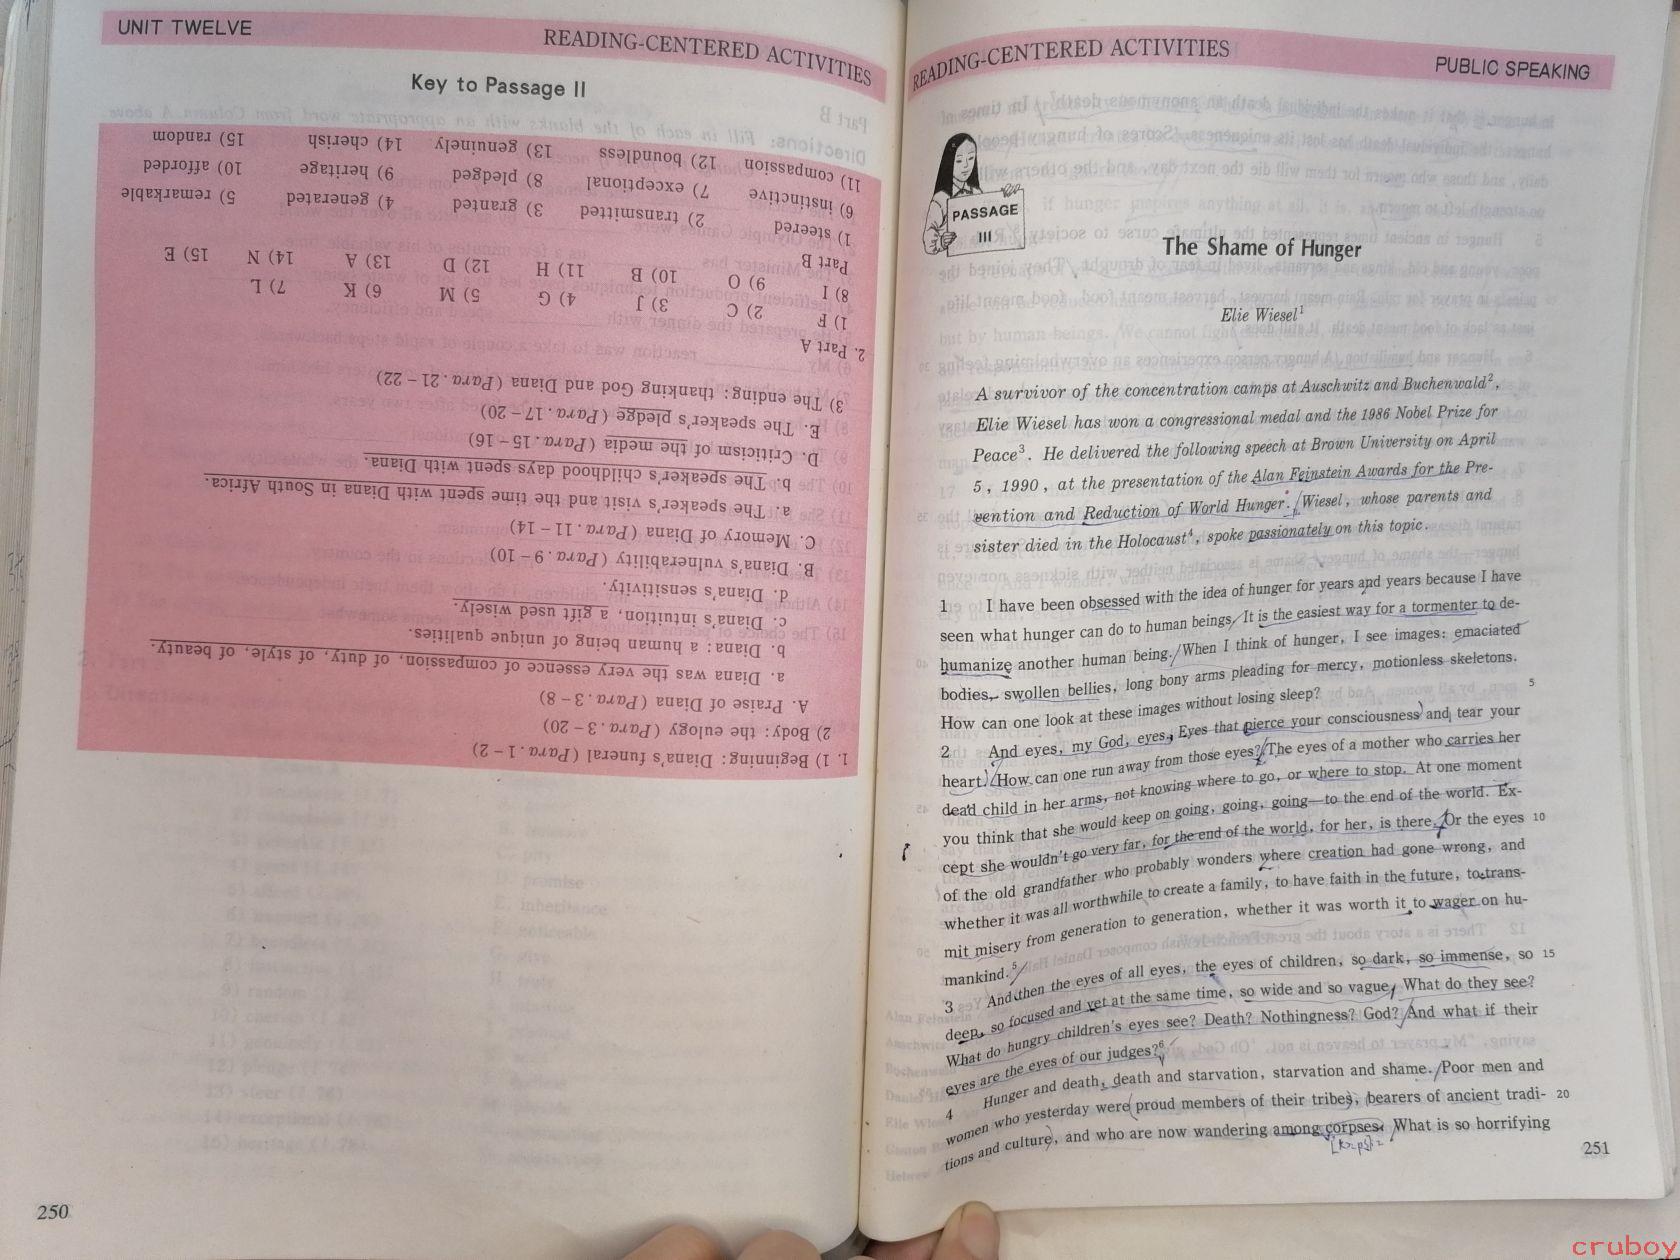 UNIT TWELVE
READING-CENTERED ACTIVITIES
Key to Passage II
1. 1) Beginning: Diana's funeral (Para. 1-2)
2) Body: the eulogy (Para. 3-20)
A. Praise of Diana (Para. 3-8)
a. Diana was the very essence of compassion, of duty, of style, of beauty.
b. Diana: a human being of unique qualities.
c. Diana's intuition, a gift used wisely.
d. Diana's sensitivity.
B. Diana's vulnerability (Para. 9-10)
C. Memory of Diana (Para. 11-14)
a. The speaker's visit and the time spent with Diana in South Africa.
b. The speaker's childhood days spent with Diana.
D. Criticism of the media (Para. 15-16)
E. The speaker's pledge (Para. 17-20)
3) The ending: thanking God and Diana (Para. 21-22)
2. Part A
1) F 2) C 3) J 4) G 5) M 6) K 7) L
8) I 9) O 10) B 11) H 12) D 13) A 14) N 15) E
Part B
1) steered 2) transmitted 3) granted 4) generated 5) remarkable
6) instinctive 7) exceptional 8) pledged 9) heritage 10) afforded
11) compassion 12) boundless 13) genuinely 14) cherish 15) random
250
READING-CENTERED ACTIVITIES
PUBLIC SPEAKING
PASSAGE
III
The Shame of Hunger
Elie Wiesel1
A survivor of the concentration camps at Auschwitz and Buchenwald2,
Elie Wiesel has won a congressional medal and the 1986 Nobel Prize for
Peace3. He delivered the following speech at Brown University on April
5, 1990, at the presentation of the Alan Feinstein Awards for the Pre-
vention and Reduction of World Hunger. Wiesel, whose parents and
sister died in the Holocaust4, spoke passionately on this topic.
1 I have been obsessed with the idea of hunger for years and years because I have
seen what hunger can do to human beings. It is the easiest way for a tormenter to de-
humanize another human being. When I think of hunger, I see images: emaciated
bodies, swollen bellies, long bony arms pleading for mercy, motionless skeletons.
How can one look at these images without losing sleep? 5
2 And eyes, my God, eyes. Eyes that pierce your consciousness and tear your
heart. How can one run away from those eyes? The eyes of a mother who carries her
dead child in her arms, not knowing where to go, or where to stop. At one moment
you think that she would keep on going, going, going—to the end of the world. Ex-
cept she wouldn't go very far, for the end of the world, for her, is there. Or the eyes 10
of the old grandfather who probably wonders where creation had gone wrong, and
whether it was all worthwhile to create a family, to have faith in the future, to trans-
mit misery from generation to generation, whether it was worth it to wager on hu-
mankind.5
3 And then the eyes of all eyes, the eyes of children, so dark, so immense, so 15
deep, so focused and yet at the same time, so wide and so vague. What do they see?
What do hungry children's eyes see? Death? Nothingness? God? And what if their
eyes are the eyes of our judges?6
4 Hunger and death, death and starvation, starvation and shame. Poor men and
women who yesterday were proud members of their tribes, bearers of ancient tradi- 20
tions and culture, and who are now wandering among corpses. What is so horrifying
251
cruboy